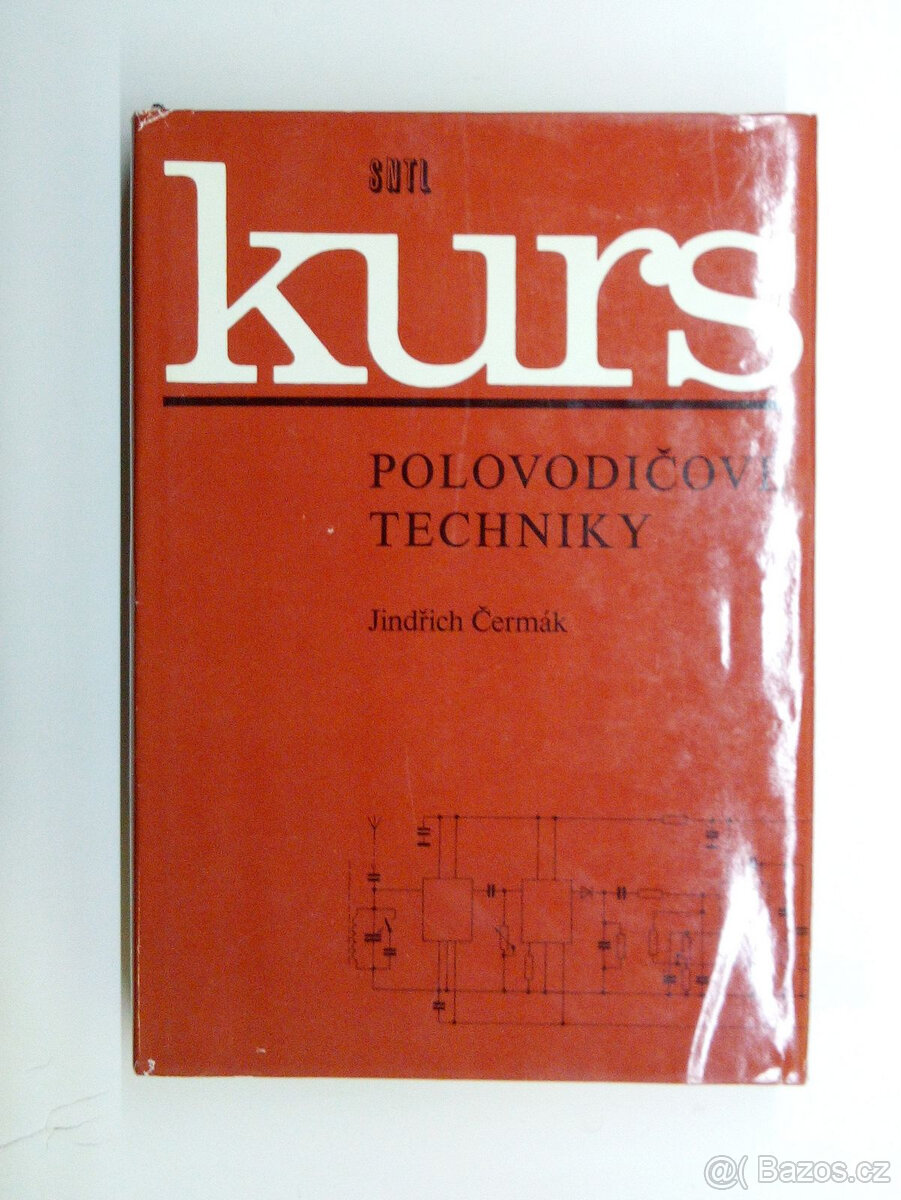 SNTL
kurs
POLOVODIČOVÉ
TECHNIKY
Jindřich Čermák
@( Bazos.cz